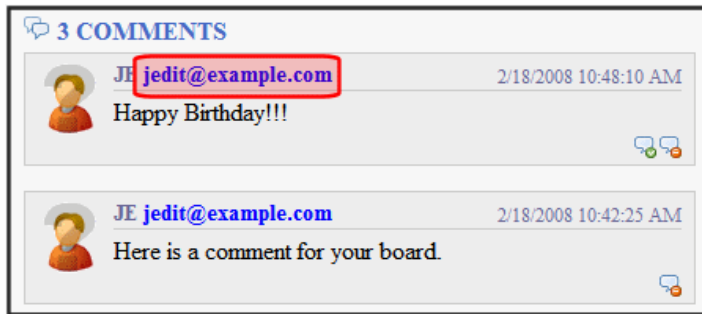 3 COMMENTS
JE jedit@example.com 2/18/2008 10:48:10 AM
Happy Birthday!!!
JE jedit@example.com 2/18/2008 10:42:25 AM
Here is a comment for your board.